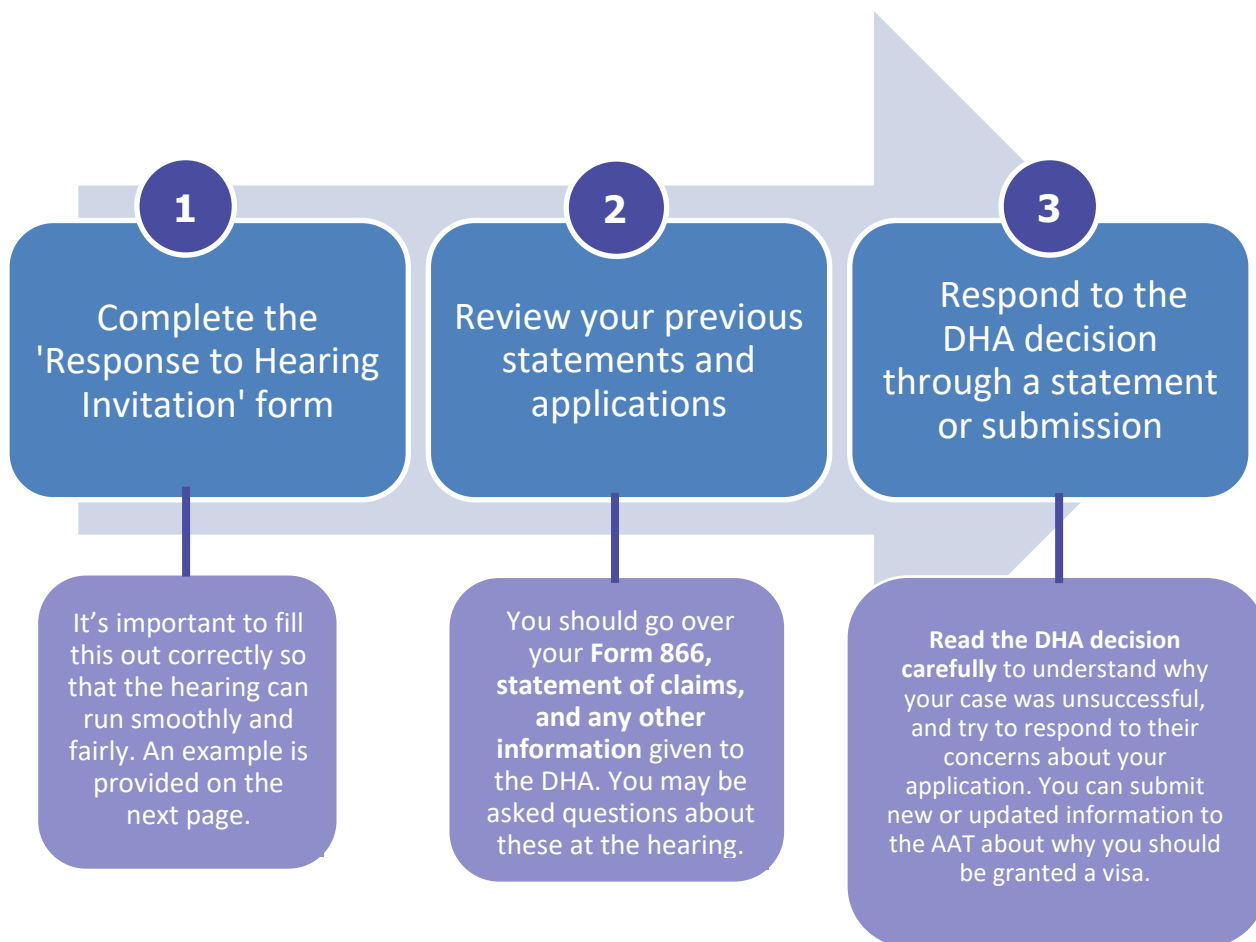 1
Complete the
'Response to Hearing
Invitation' form
It’s important to fill
this out correctly so
that the hearing can
run smoothly and
fairly. An example is
provided on the
next page.
2
Review your previous
statements and
applications
You should go over
your Form 866,
statement of claims,
and any other
information given to
the DHA. You may be
asked questions about
these at the hearing.
3
Respond to the
DHA decision
through a statement
or submission
Read the DHA decision
carefully to understand why
your case was unsuccessful,
and try to respond to their
concerns about your
application. You can submit
new or updated information to
the AAT about why you should
be granted a visa.